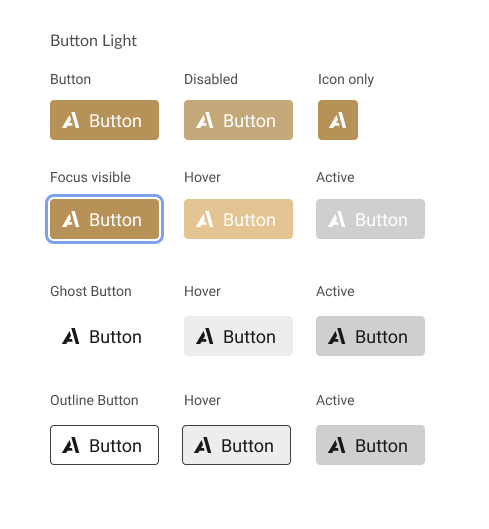 Button Light
Button Disabled Icon only
Button Button
Focus visible Hover Active
Button Button Button
Ghost Button Hover Active
Button Button Button
Outline Button Hover Active
Button Button Button